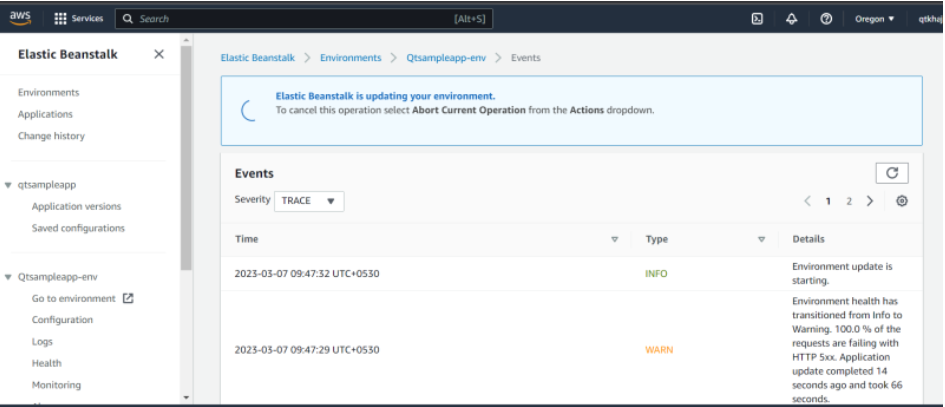 aws Services Search [Alt+S] Oregon
Elastic Beanstalk
Environments
Applications
Change history
qtsampleapp
Application versions
Saved configurations
Qtsampleapp-env
Go to environment
Configuration
Logs
Health
Monitoring
Elastic Beanstalk > Environments > Qtsampleapp-env > Events
Elastic Beanstalk is updating your environment.
To cancel this operation select Abort Current Operation from the Actions dropdown.
Events
Severity TRACE
1 2
Time Type Details
2023-03-07 09:47:32 UTC+0530 INFO Environment update is
starting.
Environment health has
transitioned from Info to
Warning. 100.0 % of the
requests are failing with
2023-03-07 09:47:29 UTC+0530 WARN HTTP 5xx. Application
update completed 14
seconds ago and took 66
seconds.